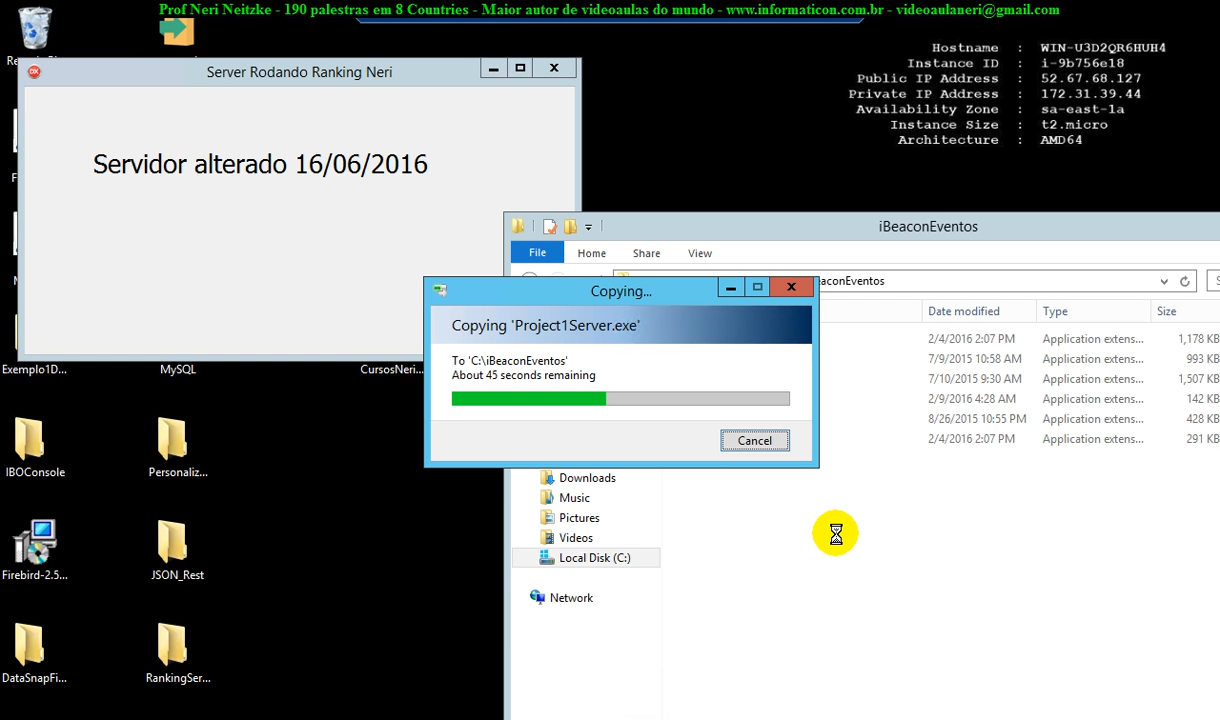 Prof Neri Neitzke - 190 palestras em 8 Countries - Maior autor de videoaulas do mundo - www.informaticon.com.br - videoaulaneri@gmail.com
Hostname : WIN-U3D2QR6HUH4
Instance ID : i-9b756e18
Public IP Address : 52.67.68.127
Private IP Address : 172.31.39.44
Availability Zone : sa-east-1a
Instance Size : t2.micro
Architecture : AMD64
Server Rodando Ranking Neri
Servidor alterado 16/06/2016
iBeaconEventos
File Home Share View
Copying...
Copying 'Project1Server.exe'
To 'C:\iBeaconEventos'
About 45 seconds remaining
Cancel
Date modified Type Size
2/4/2016 2:07 PM Application extens... 1,178 KB
7/9/2015 10:58 AM Application extens... 993 KB
7/10/2015 9:30 AM Application extens... 1,507 KB
2/9/2016 4:28 AM Application extens... 142 KB
8/26/2015 10:55 PM Application extens... 428 KB
2/4/2016 2:07 PM Application extens... 291 KB
Downloads
Music
Pictures
Videos
Local Disk (C:)
Network
Exemplo1D... MySQL CursosNeri...
IBOConsole Personaliz...
Firebird-2.5... JSON_Rest
DataSnapFi... RankingSer...